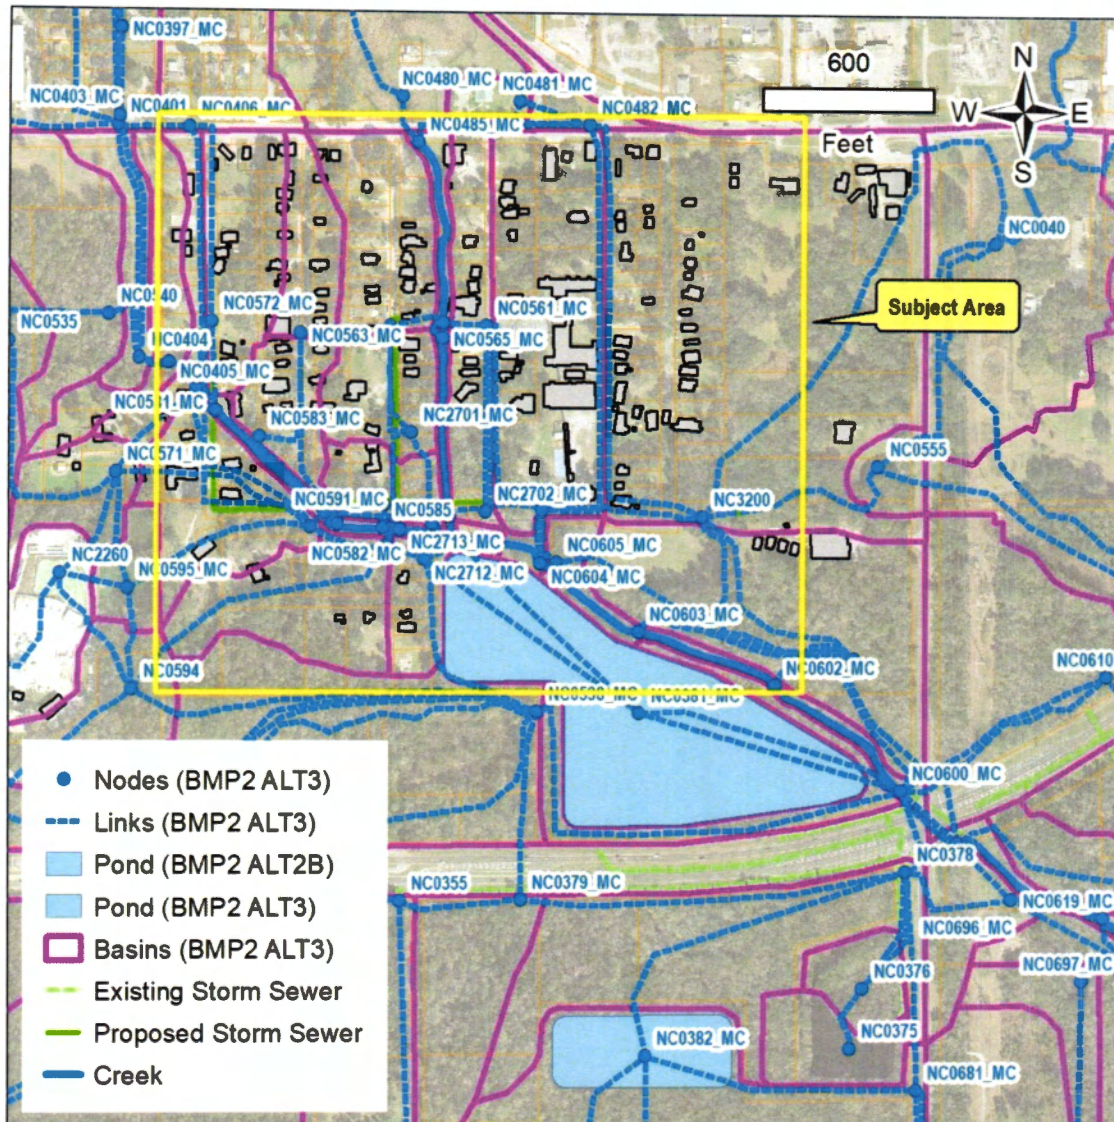 NC0397_MC
NC0480_MC
NC0481_MC
600
N
NC0403_MC
NC0401
NC0406_MC
NC0485_MC
NC0482_MC
W
E
Feet
S
NC0040
NC0540
NC0535
NC0572_MC
NC0563_MC
NC0561_MC
Subject Area
NC0404
NC0565_MC
NC0405_MC
NC0583_MC
NC2701_MC
NC0571_MC
NC0555
NC0591_MC
NC2702_MC
NC3200
NC0585
NC0582_MC
NC2713_MC
NC0605_MC
NC2260
NC0595_MC
NC2712_MC
NC0604_MC
NC0603_MC
NC0594
NC0602_MC
NC0610
NC0381_MC
Nodes (BMP2 ALT3)
NC0600_MC
Links (BMP2 ALT3)
Pond (BMP2 ALT2B)
NC0378
Pond (BMP2 ALT3)
NC0355
NC0379_MC
NC0619_MC
Basins (BMP2 ALT3)
NC0696_MC
Existing Storm Sewer
NC0376
NC0697_MC
Proposed Storm Sewer
NC0382_MC
NC0375
Creek
NC0681_MC